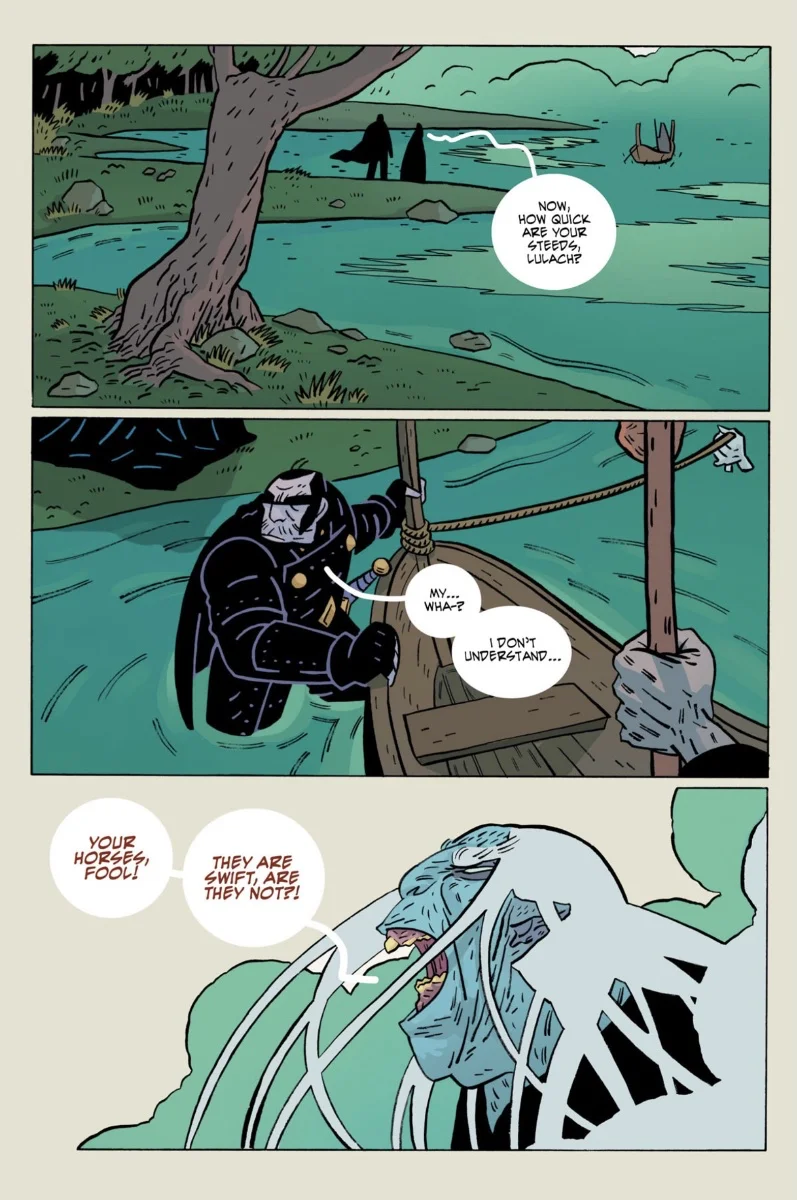 NOW,
HOW QUICK
ARE YOUR
STEEDS,
LULACH?
MY...
WHA-?
I DON'T
UNDERSTAND...
YOUR
HORSES,
FOOL!
THEY ARE
SWIFT, ARE
THEY NOT?!